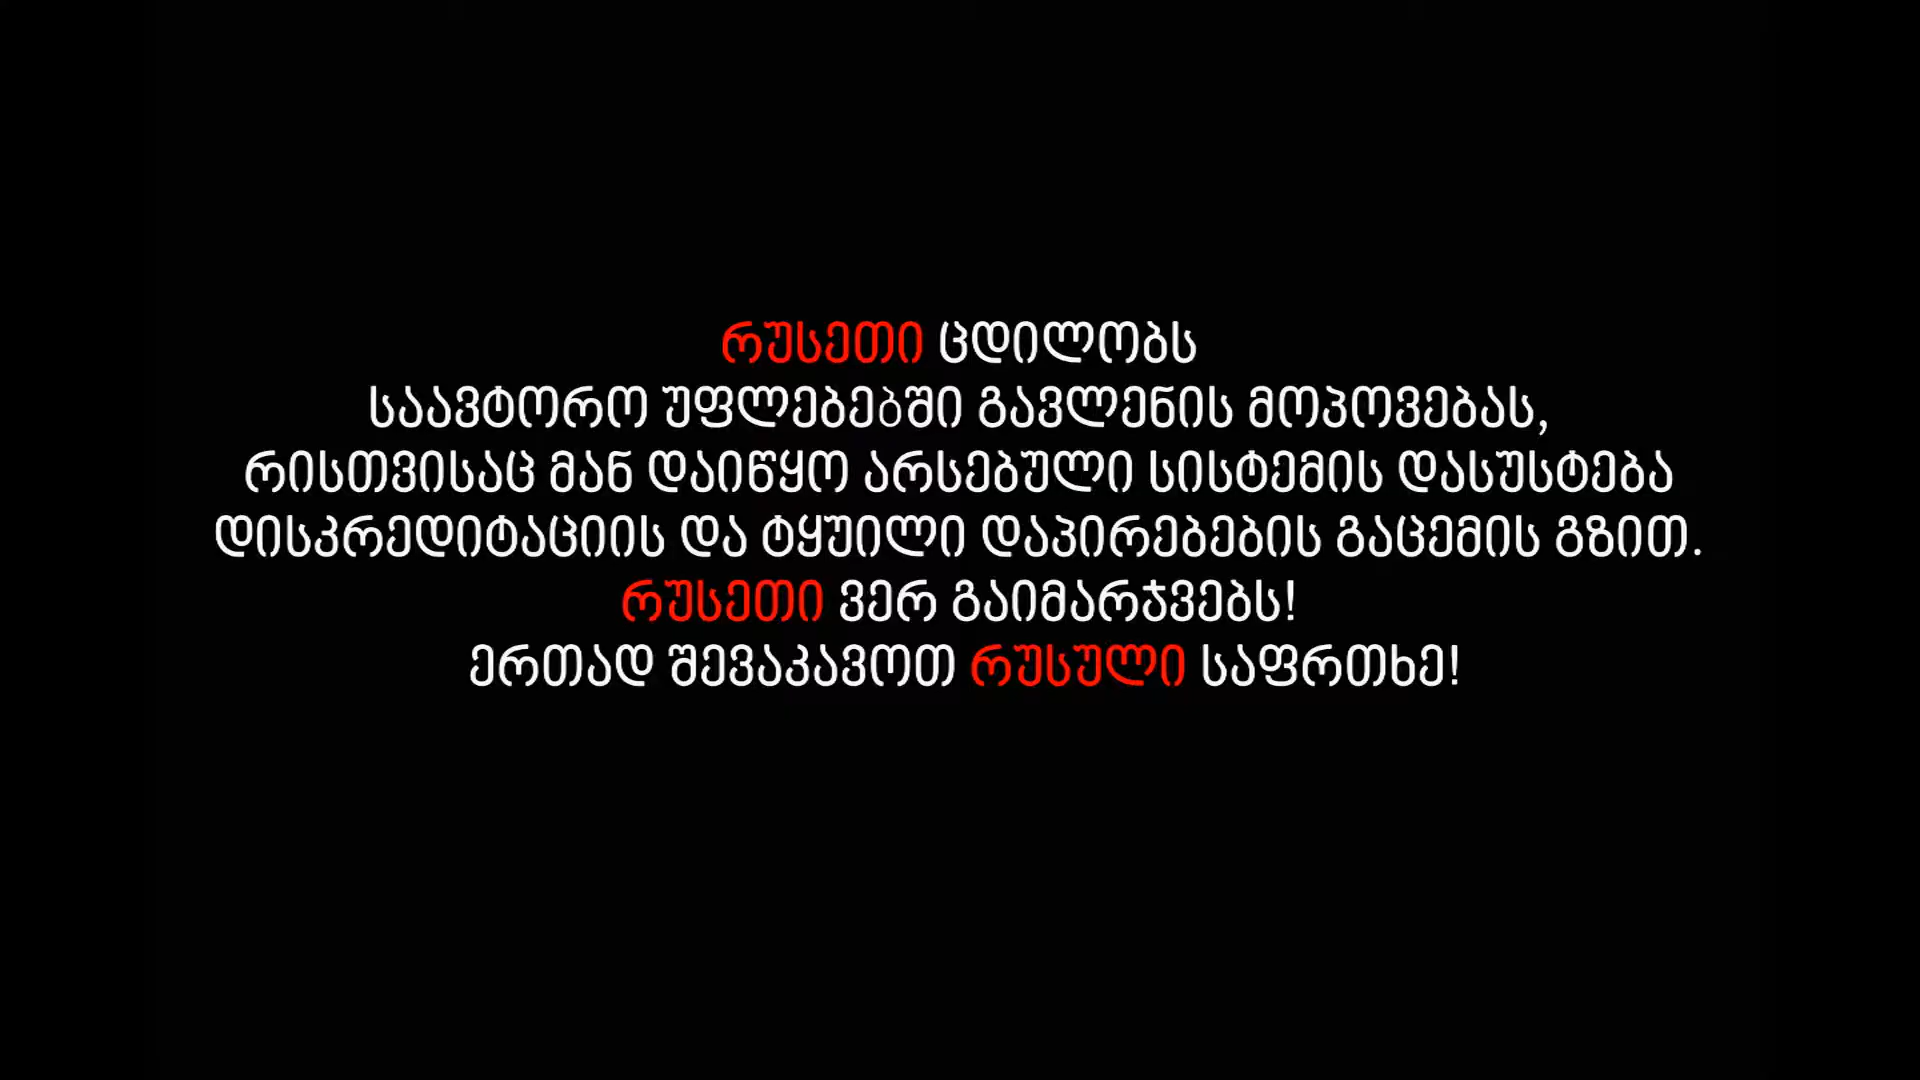 რუსეთი ცდილობს
საავტორო უფლებებში გავლენის მოპოვებას,
რისთვისაც მან დაიწყო არსებული სისტემის დასუსტება
დისკრედიტაციის და ტყუილი დაპირებების გაცემის გზით.
რუსეთი ვერ გაიმარჯვებს!
ერთად შევაკავოთ რუსული საფრთხე!